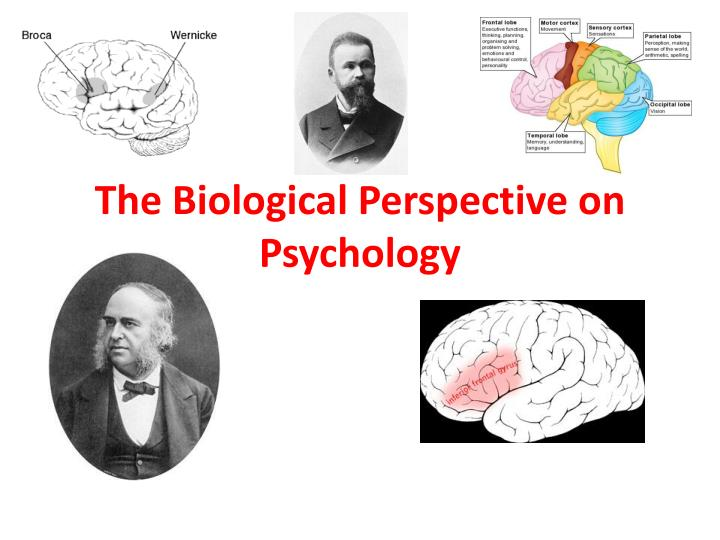 Broca
Wernicke
Frontal lobe
Executive functions,
thinking, planning,
organising and
problem solving,
emotions and
behavioural control,
personality
Motor cortex
Movement
Sensory cortex
Sensations
Parietal lobe
Perception, making
sense of the world,
arithmetic, spelling
Occipital lobe
Vision
Temporal lobe
Memory, understanding,
language
The Biological Perspective on
Psychology
inferior frontal gyrus